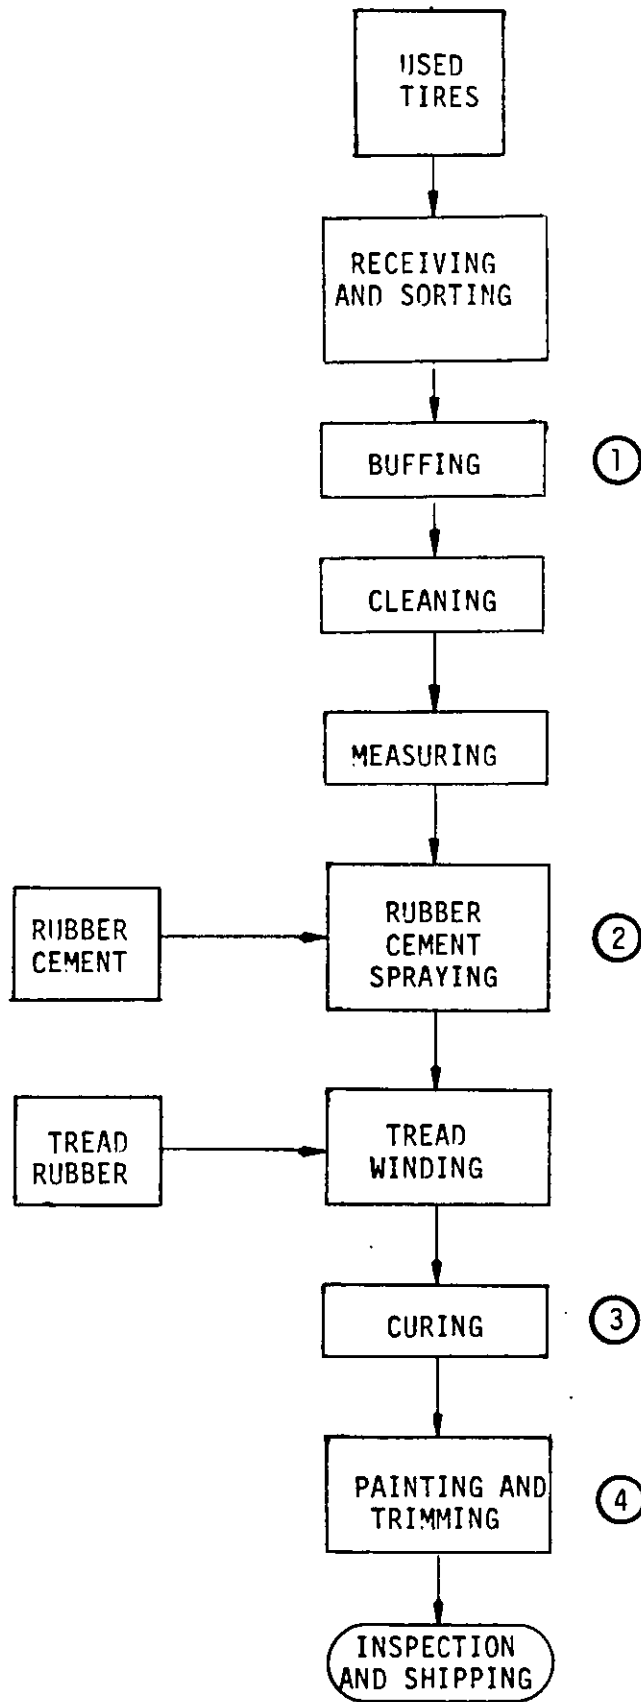 USED
TIRES
RECEIVING
AND SORTING
BUFFING
1
CLEANING
MEASURING
RUBBER
CEMENT
RUBBER
CEMENT
SPRAYING
2
TREAD
RUBBER
TREAD
WINDING
CURING
3
PAINTING AND
TRIMMING
4
INSPECTION
AND SHIPPING